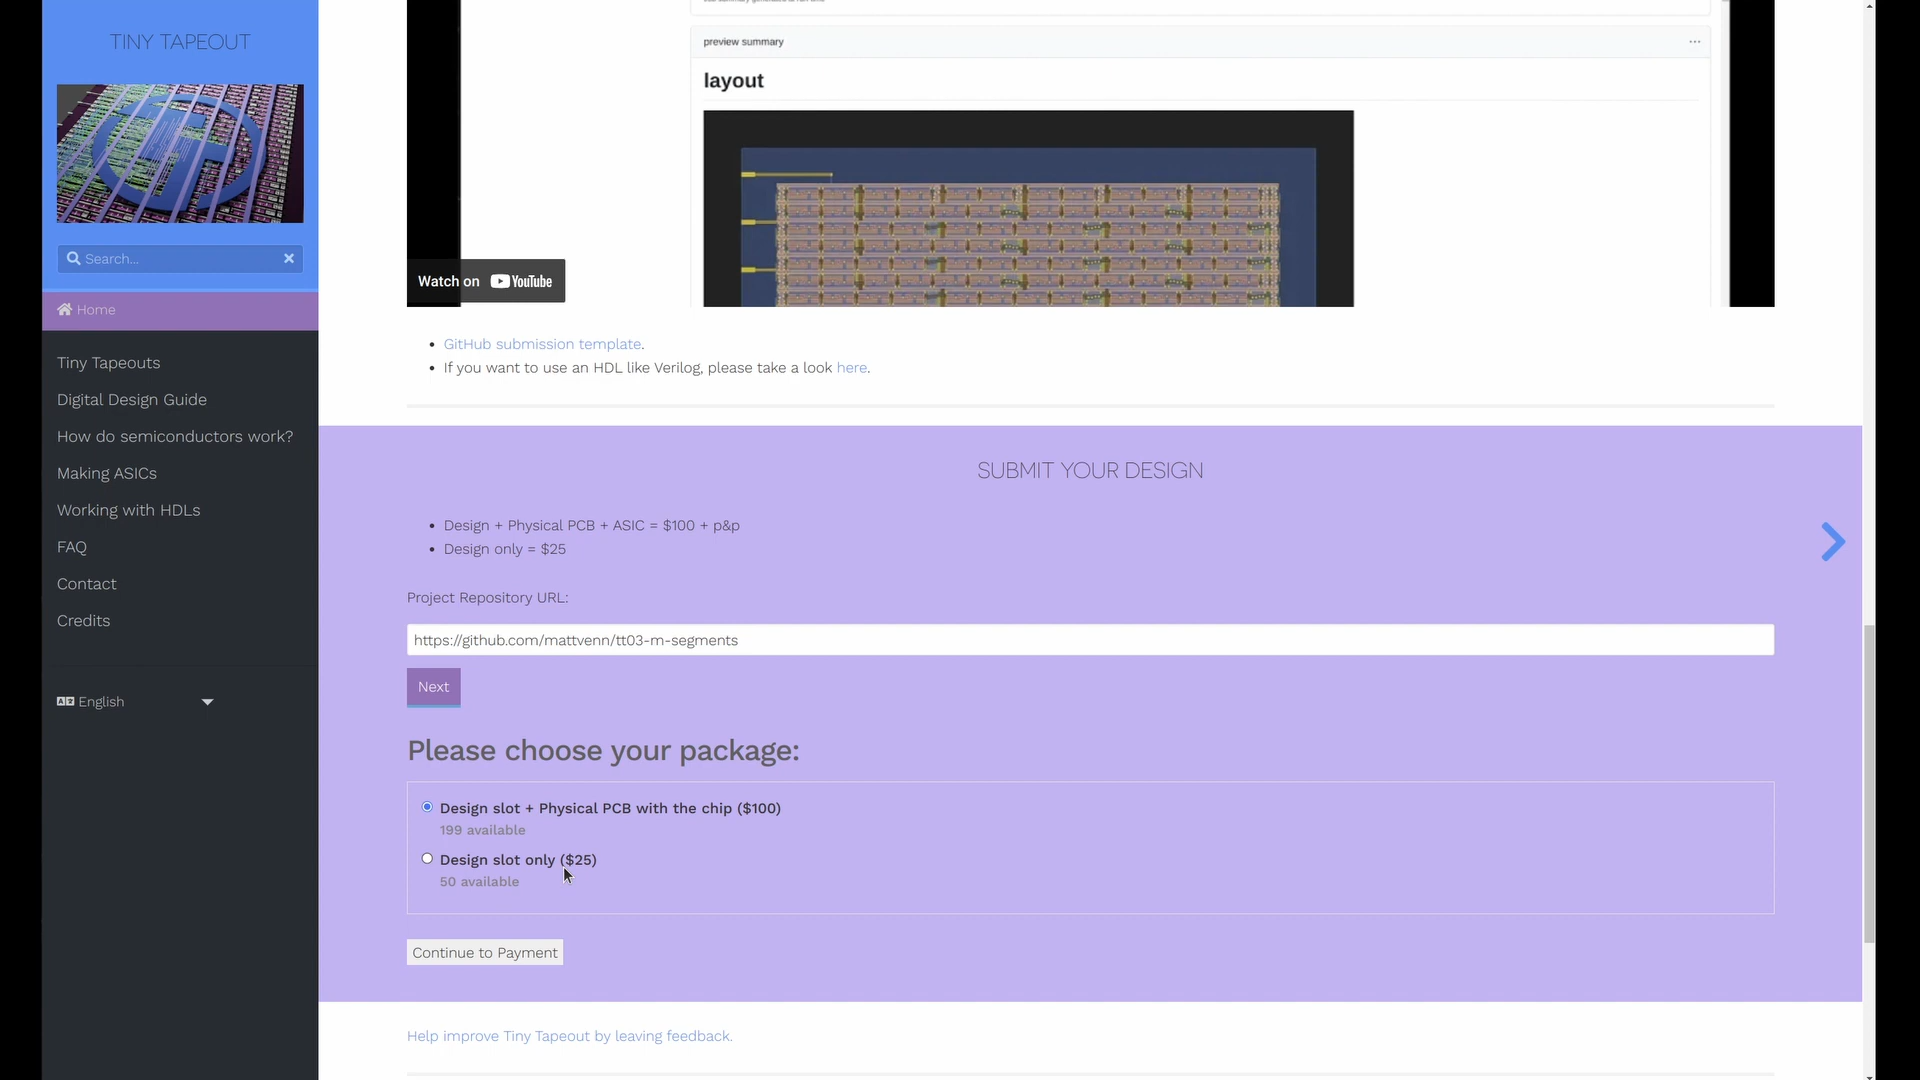 TINY TAPEOUT
Search...
Home
Tiny Tapeouts
Digital Design Guide
How do semiconductors work?
Making ASICs
Working with HDLs
FAQ
Contact
Credits
English
preview summary
layout
Watch on YouTube
GitHub submission template.
If you want to use an HDL like Verilog, please take a look here.
SUBMIT YOUR DESIGN
Design + Physical PCB + ASIC = $100 + p&p
Design only = $25
Project Repository URL:
https://github.com/mattvenn/tt03-m-segments
Next
Please choose your package:
Design slot + Physical PCB with the chip ($100)
199 available
Design slot only ($25)
50 available
Continue to Payment
Help improve Tiny Tapeout by leaving feedback.